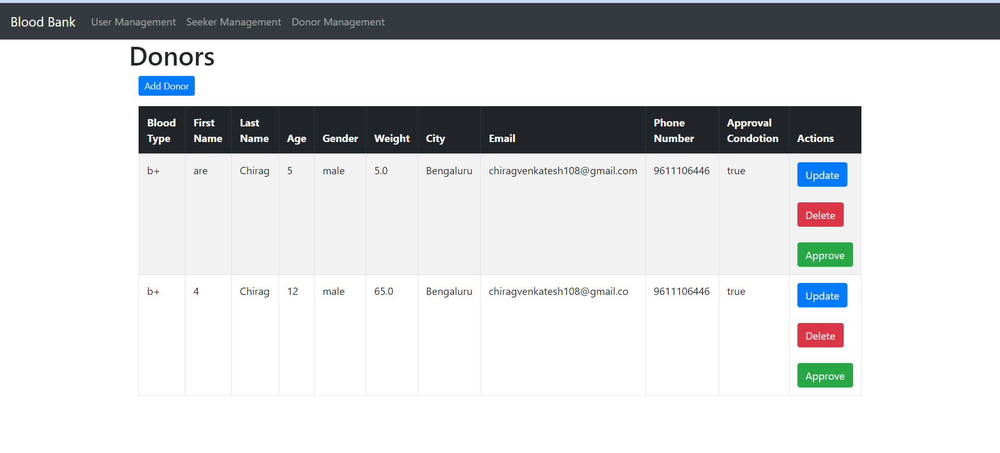 Blood Bank User Management Seeker Management Donor Management
Donors
Add Donor
Blood Type First Name Last Name Age Gender Weight City Email Phone Number Approval Condotion Actions
b+ are Chirag 5 male 5.0 Bengaluru chiragvenkatesh108@gmail.com 9611106446 true Update
Delete
Approve
b+ 4 Chirag 12 male 65.0 Bengaluru chiragvenkatesh108@gmail.co 9611106446 true Update
Delete
Approve